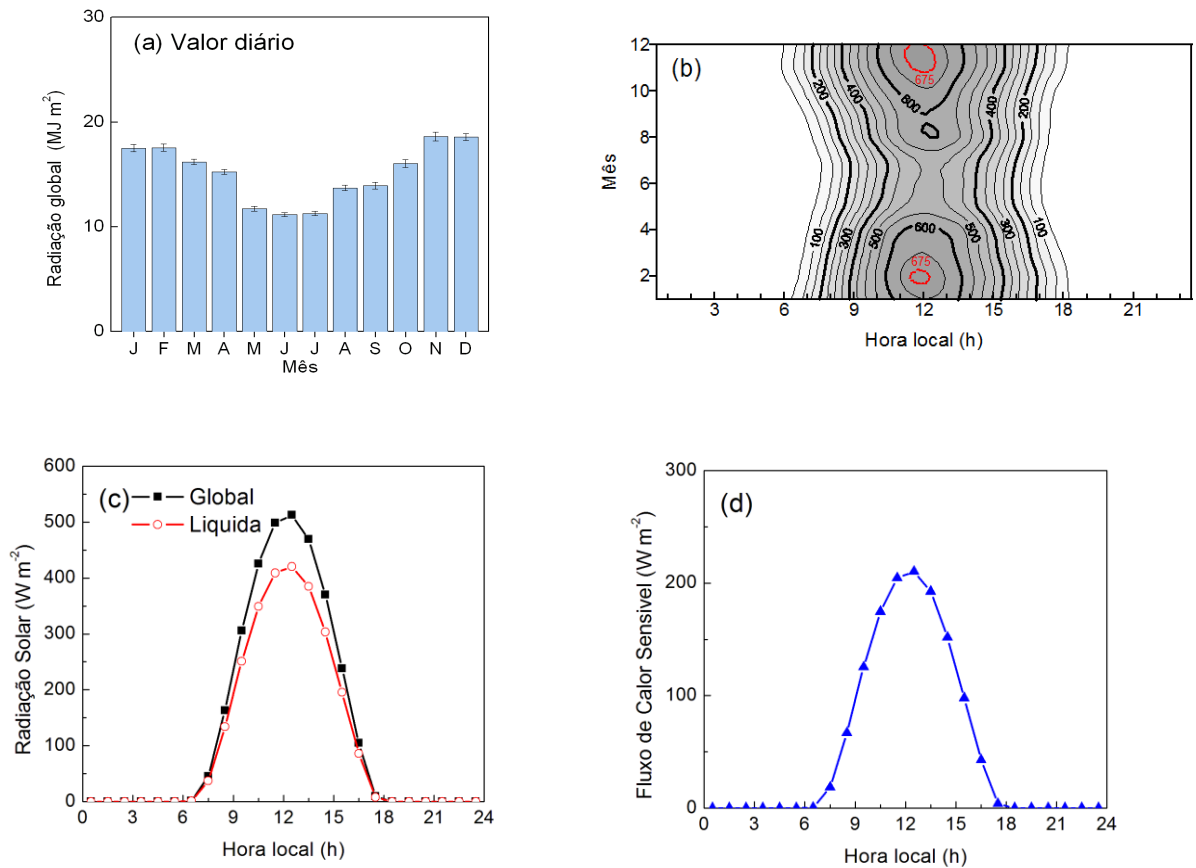 (a) Valor diário
Radiação global (MJ m²)
30
20
10
0
J F M A M J J A S O N D
Mês
(b)
Mês
12
10
8
6
4
2
675
200 400 600 400 200
100 300 500 600 500 300 100
675
3 6 9 12 15 18 21
Hora local (h)
(c)
Global
Liquida
Radiação Solar (W m⁻²)
600
500
400
300
200
100
0
0 3 6 9 12 15 18 21 24
Hora local (h)
(d)
Fluxo de Calor Sensivel (W m⁻²)
300
200
100
0
0 3 6 9 12 15 18 21 24
Hora local (h)